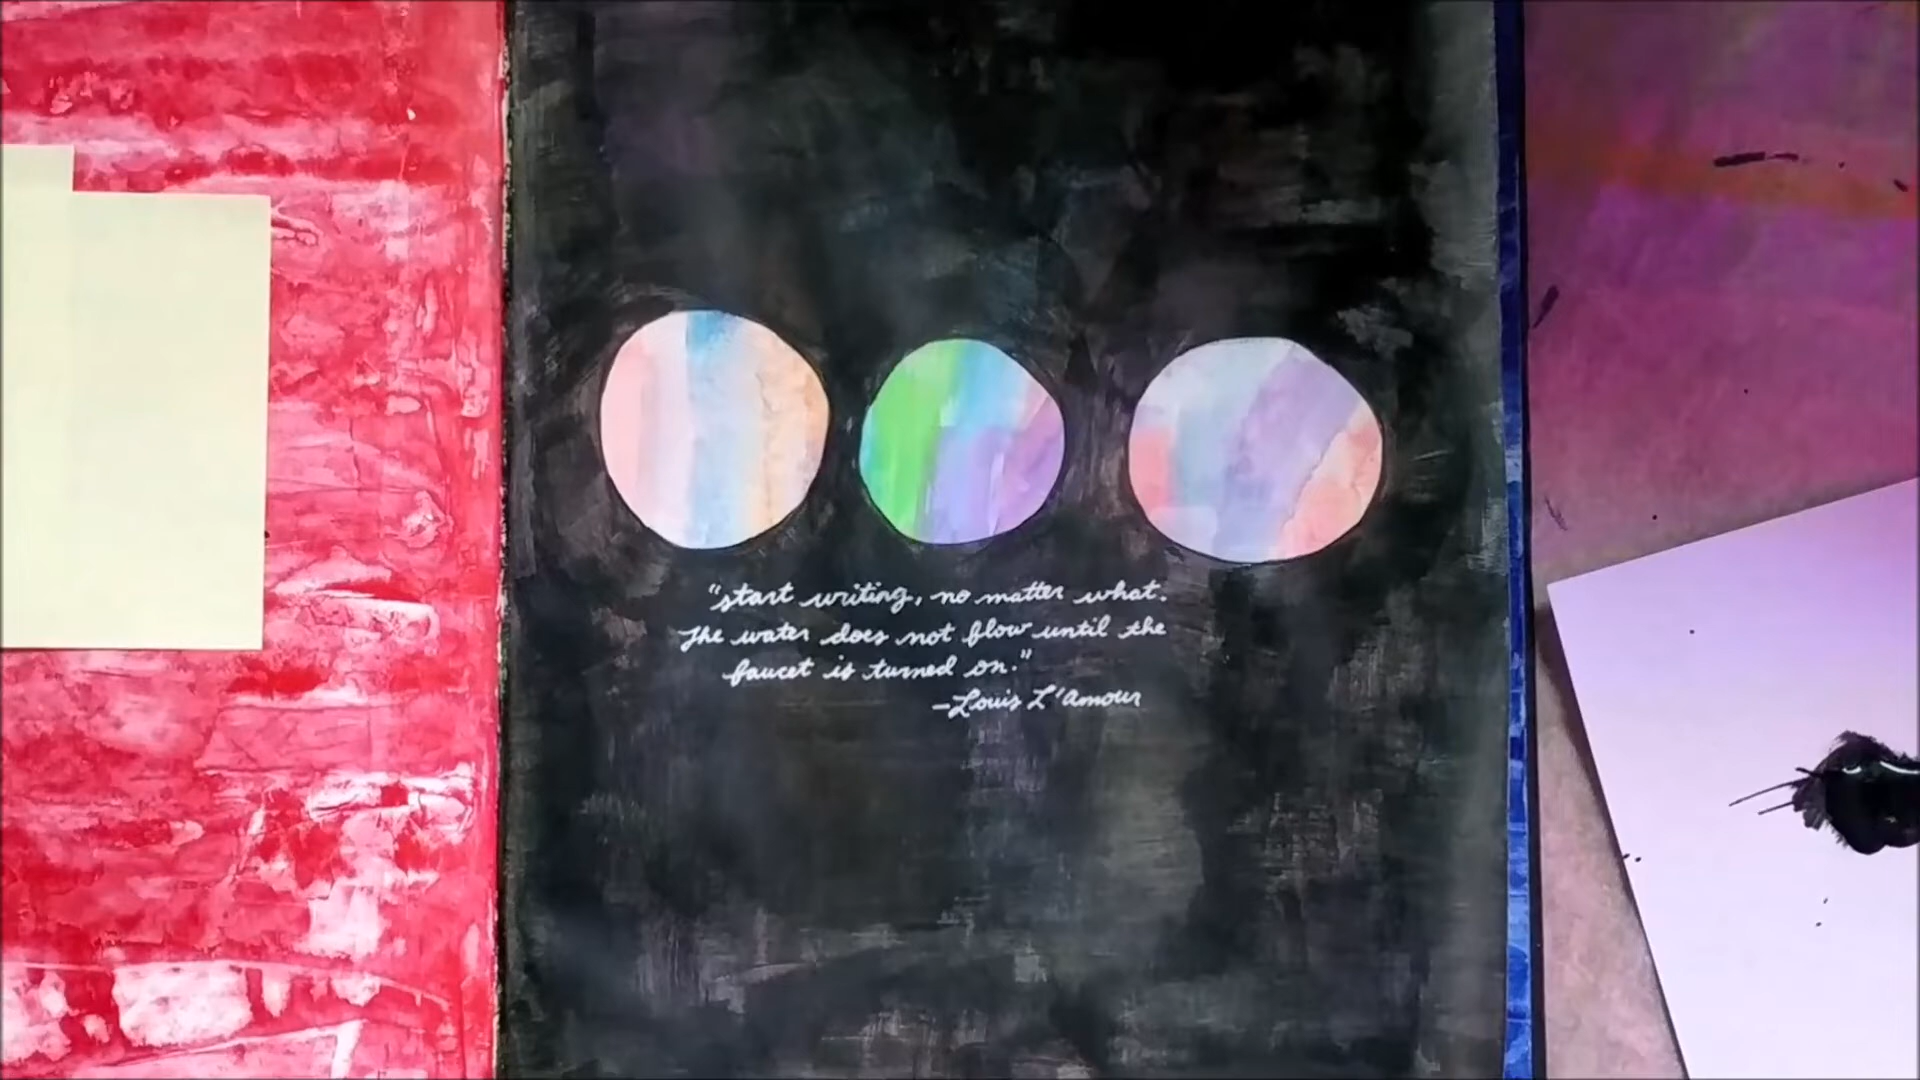 "start writing, no matter what.
The water does not flow until the
faucet is turned on."
-Louis L'Amour